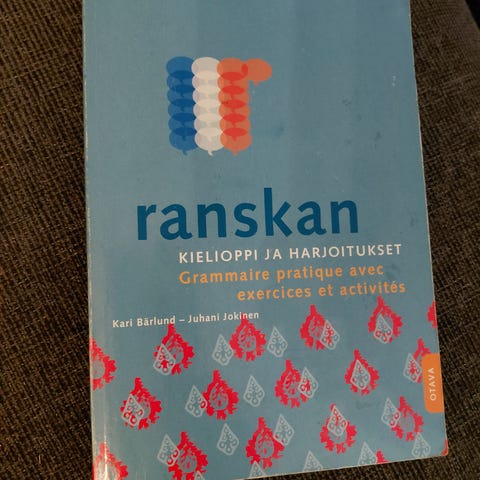 ranskan
KIELIOPPI JA HARJOITUKSET
Grammaire pratique avec
exercices et activités
Kari Bärlund – Juhani Jokinen
OTAVA